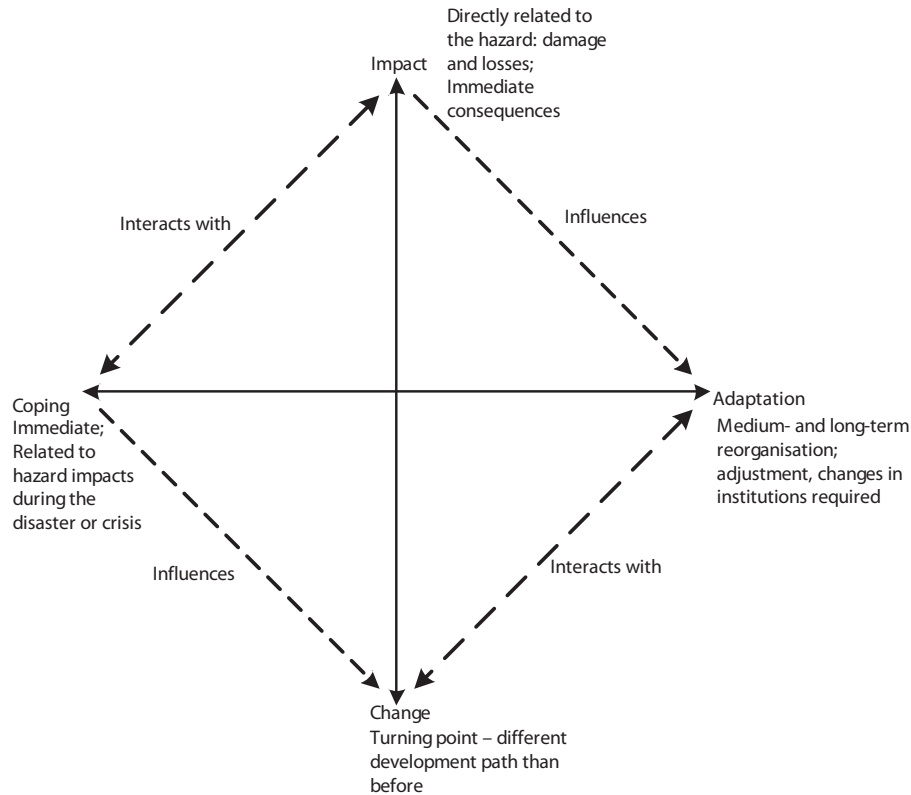 Directly related to
the hazard: damage
and losses;
Immediate
consequences
Impact
Interacts with
Influences
Coping
Immediate;
Related to
hazard impacts
during the
disaster or crisis
Adaptation
Medium- and long-term
reorganisation;
adjustment, changes in
institutions required
Influences
Interacts with
Change
Turning point – different
development path than
before